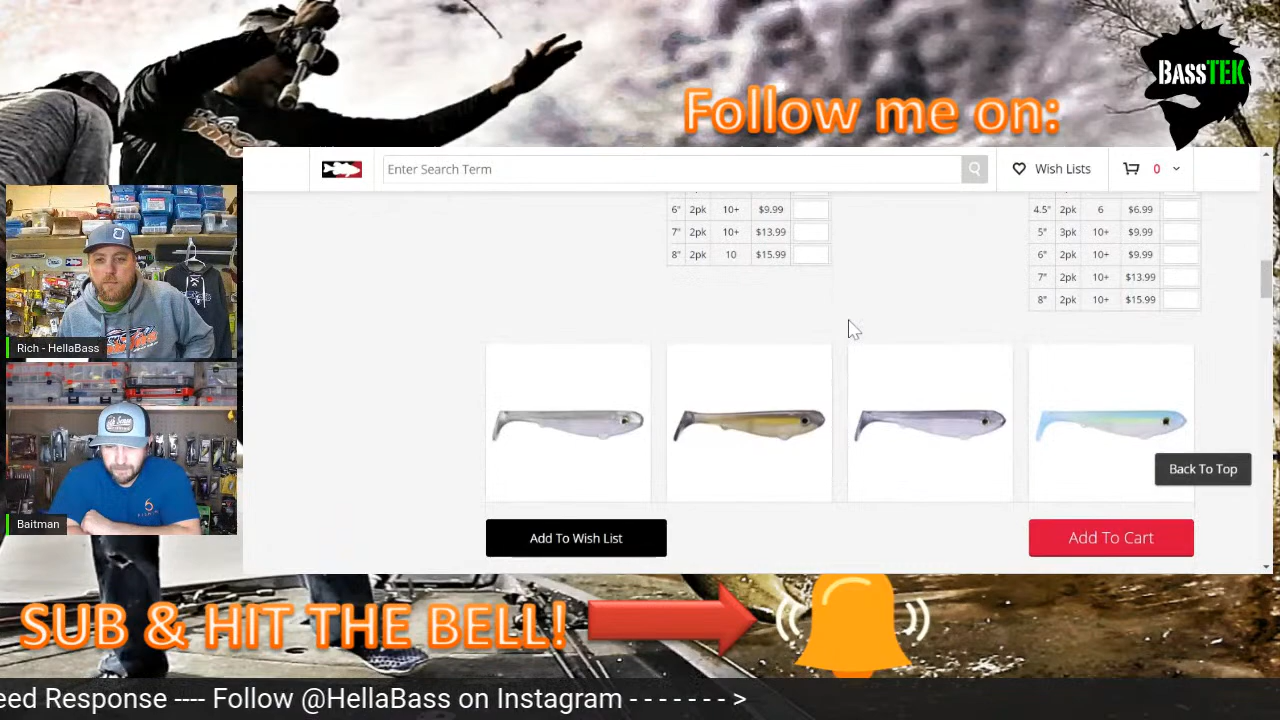 BASSTEK
Follow me on:
Enter Search Term
Wish Lists
0
6" 2pk 10+ $9.99
7" 2pk 10+ $13.99
8" 2pk 10 $15.99
4.5" 2pk 6 $6.99
5" 3pk 10+ $9.99
6" 2pk 10+ $9.99
7" 2pk 10+ $13.99
8" 2pk 10+ $15.99
Rich - HellaBass
Baitman
Back To Top
Add To Wish List
Add To Cart
SUB & HIT THE BELL!
eed Response ---- Follow @HellaBass on Instagram - - - - - - - >